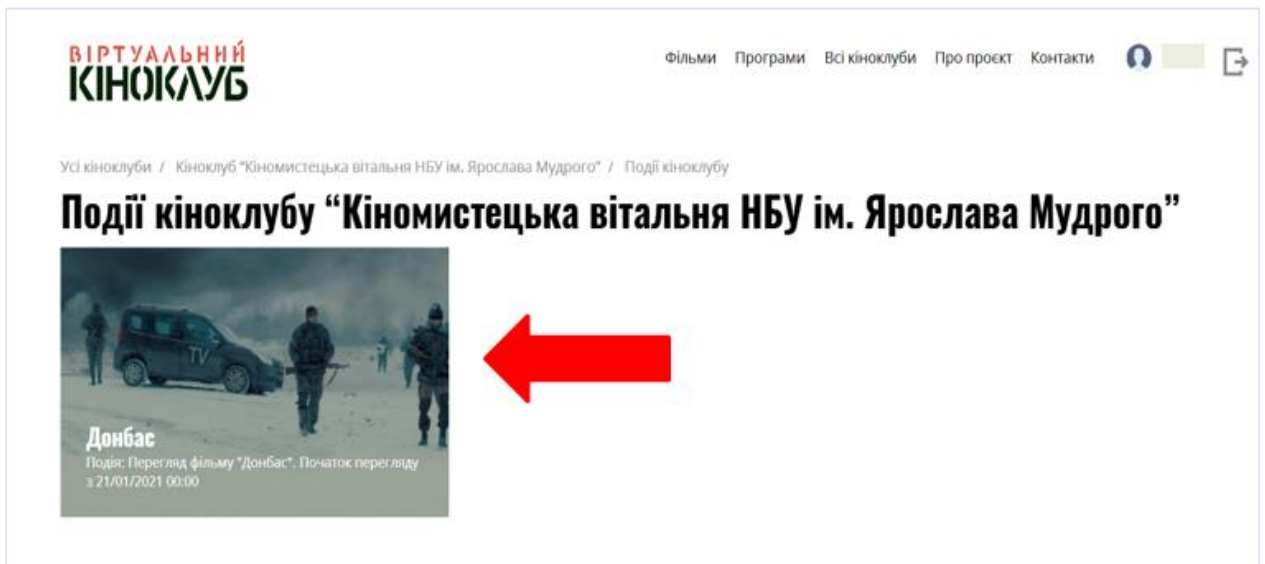 ВІРТУАЛЬНИЙ
КІНОКЛУБ
Фільми Програми Всі кіноклуби Про проєкт Контакти
Усі кіноклуби / Кіноклуб "Кіномистецька вітальня НБУ ім. Ярослава Мудрого" / Події кіноклубу
Події кіноклубу “Кіномистецька вітальня НБУ ім. Ярослава Мудрого”
TV
Донбас
Подія: Перегляд фільму "Донбас". Початок перегляду
з 21/01/2021 00:00